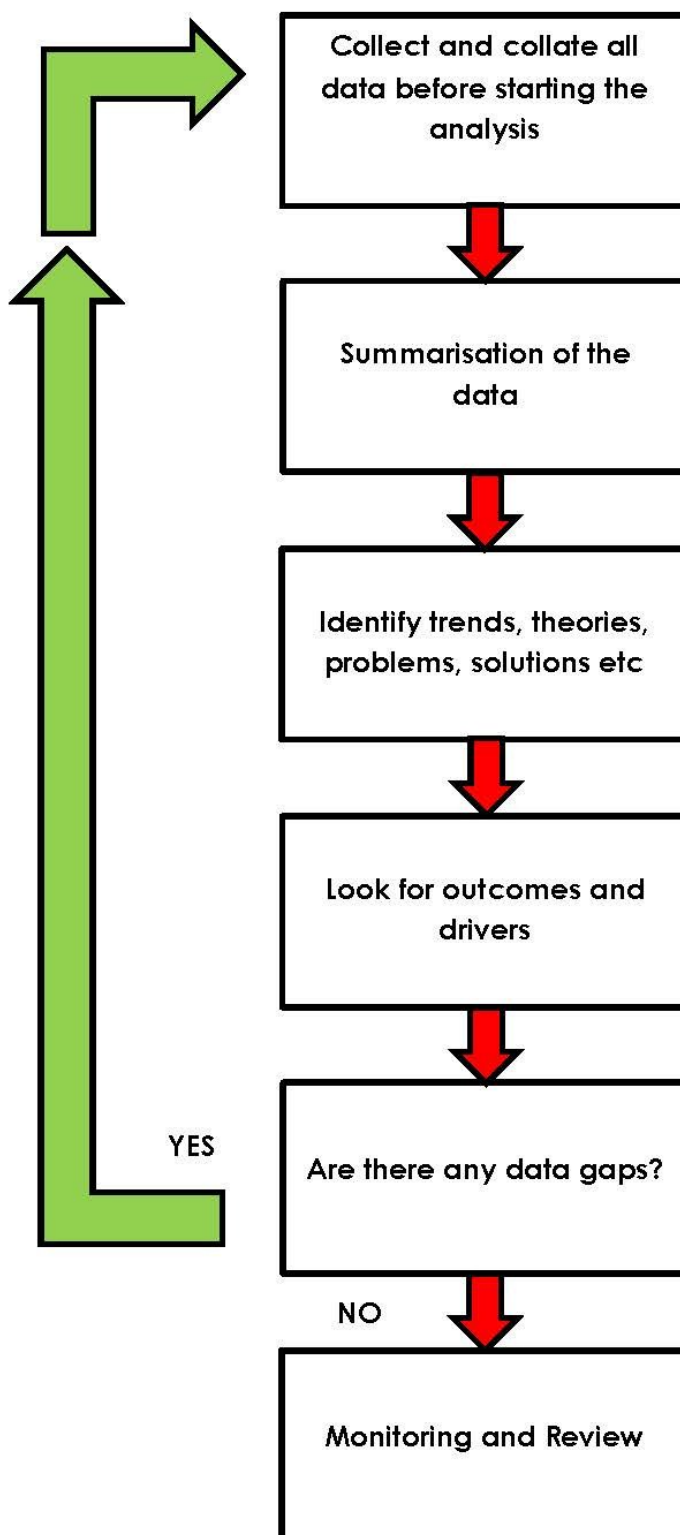 Collect and collate all
data before starting the
analysis
Summarisation of the
data
Identify trends, theories,
problems, solutions etc
Look for outcomes and
drivers
YES
Are there any data gaps?
NO
Monitoring and Review